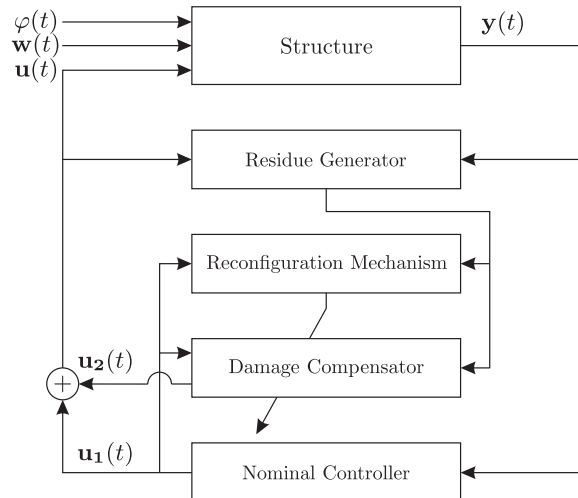 φ(t)
w(t)
u(t)
Structure
y(t)
Residue Generator
Reconfiguration Mechanism
u₂(t)
Damage Compensator
+
u₁(t)
Nominal Controller